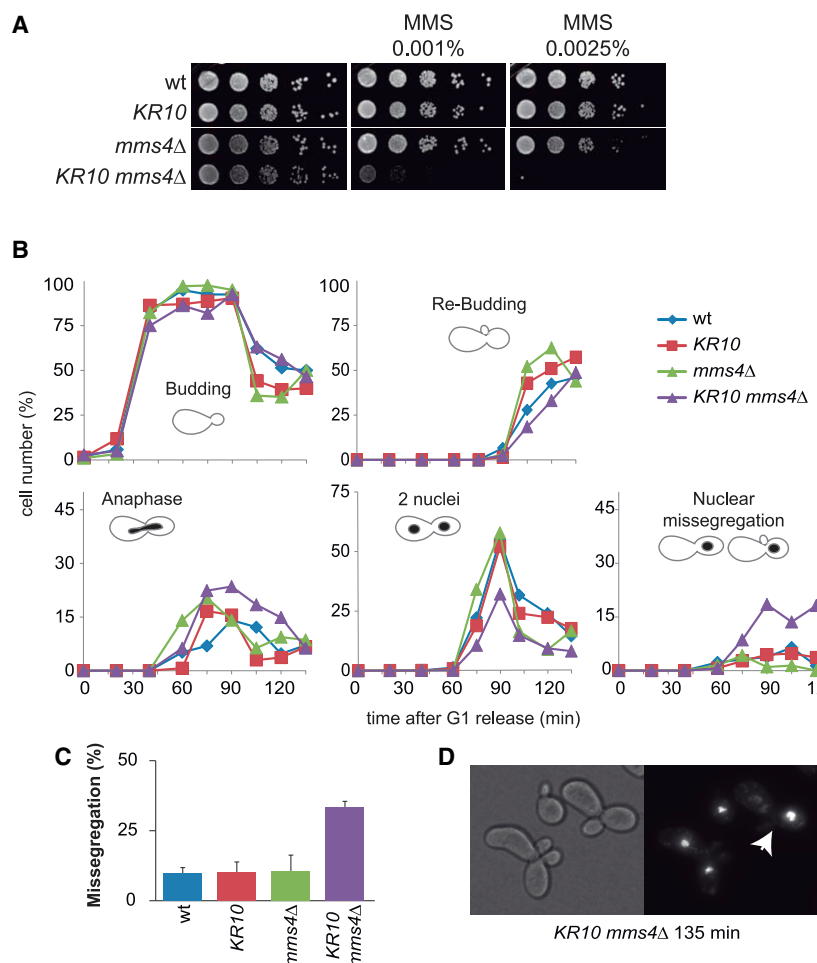 A
MMS
0.001%
MMS
0.0025%
wt
KR10
mms4Δ
KR10 mms4Δ
B
cell number (%)
100
75
50
25
0
Budding
100
75
50
25
0
Re-Budding
wt
KR10
mms4Δ
KR10 mms4Δ
45
30
15
0
Anaphase
0 30 60 90 120
75
50
25
0
2 nuclei
0 30 60 90 120
45
30
15
0
Nuclear
missegregation
0 30 60 90
time after G1 release (min)
C
Missegregation (%)
50
25
0
wt
KR10
mms4Δ
KR10
mms4Δ
D
KR10 mms4Δ 135 min